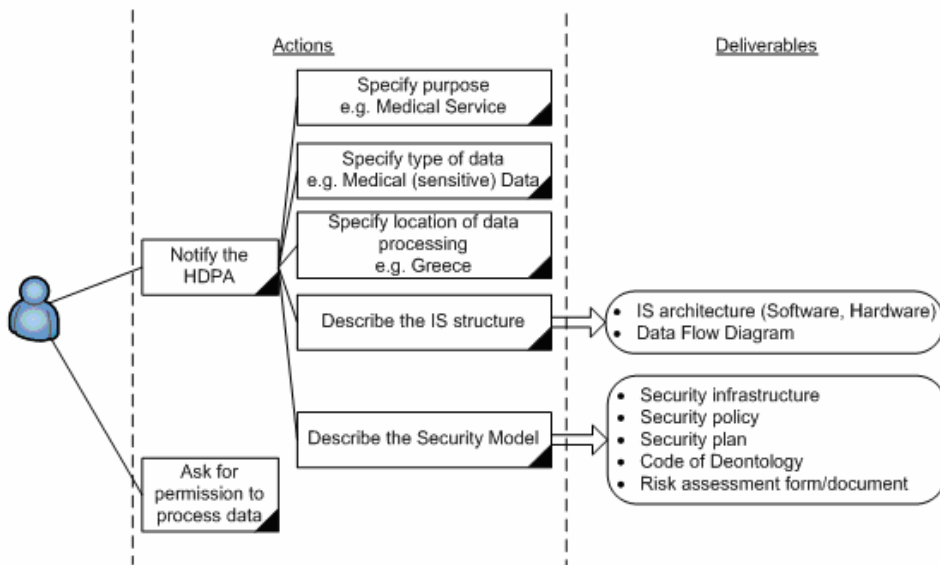 Actions
Deliverables
Specify purpose
e.g. Medical Service
Specify type of data
e.g. Medical (sensitive) Data
Specify location of data
processing
e.g. Greece
Notify the
HDPA
Describe the IS structure
• IS architecture (Software, Hardware)
• Data Flow Diagram
Describe the Security Model
• Security infrastructure
• Security policy
• Security plan
• Code of Deontology
• Risk assessment form/document
Ask for
permission to
process data